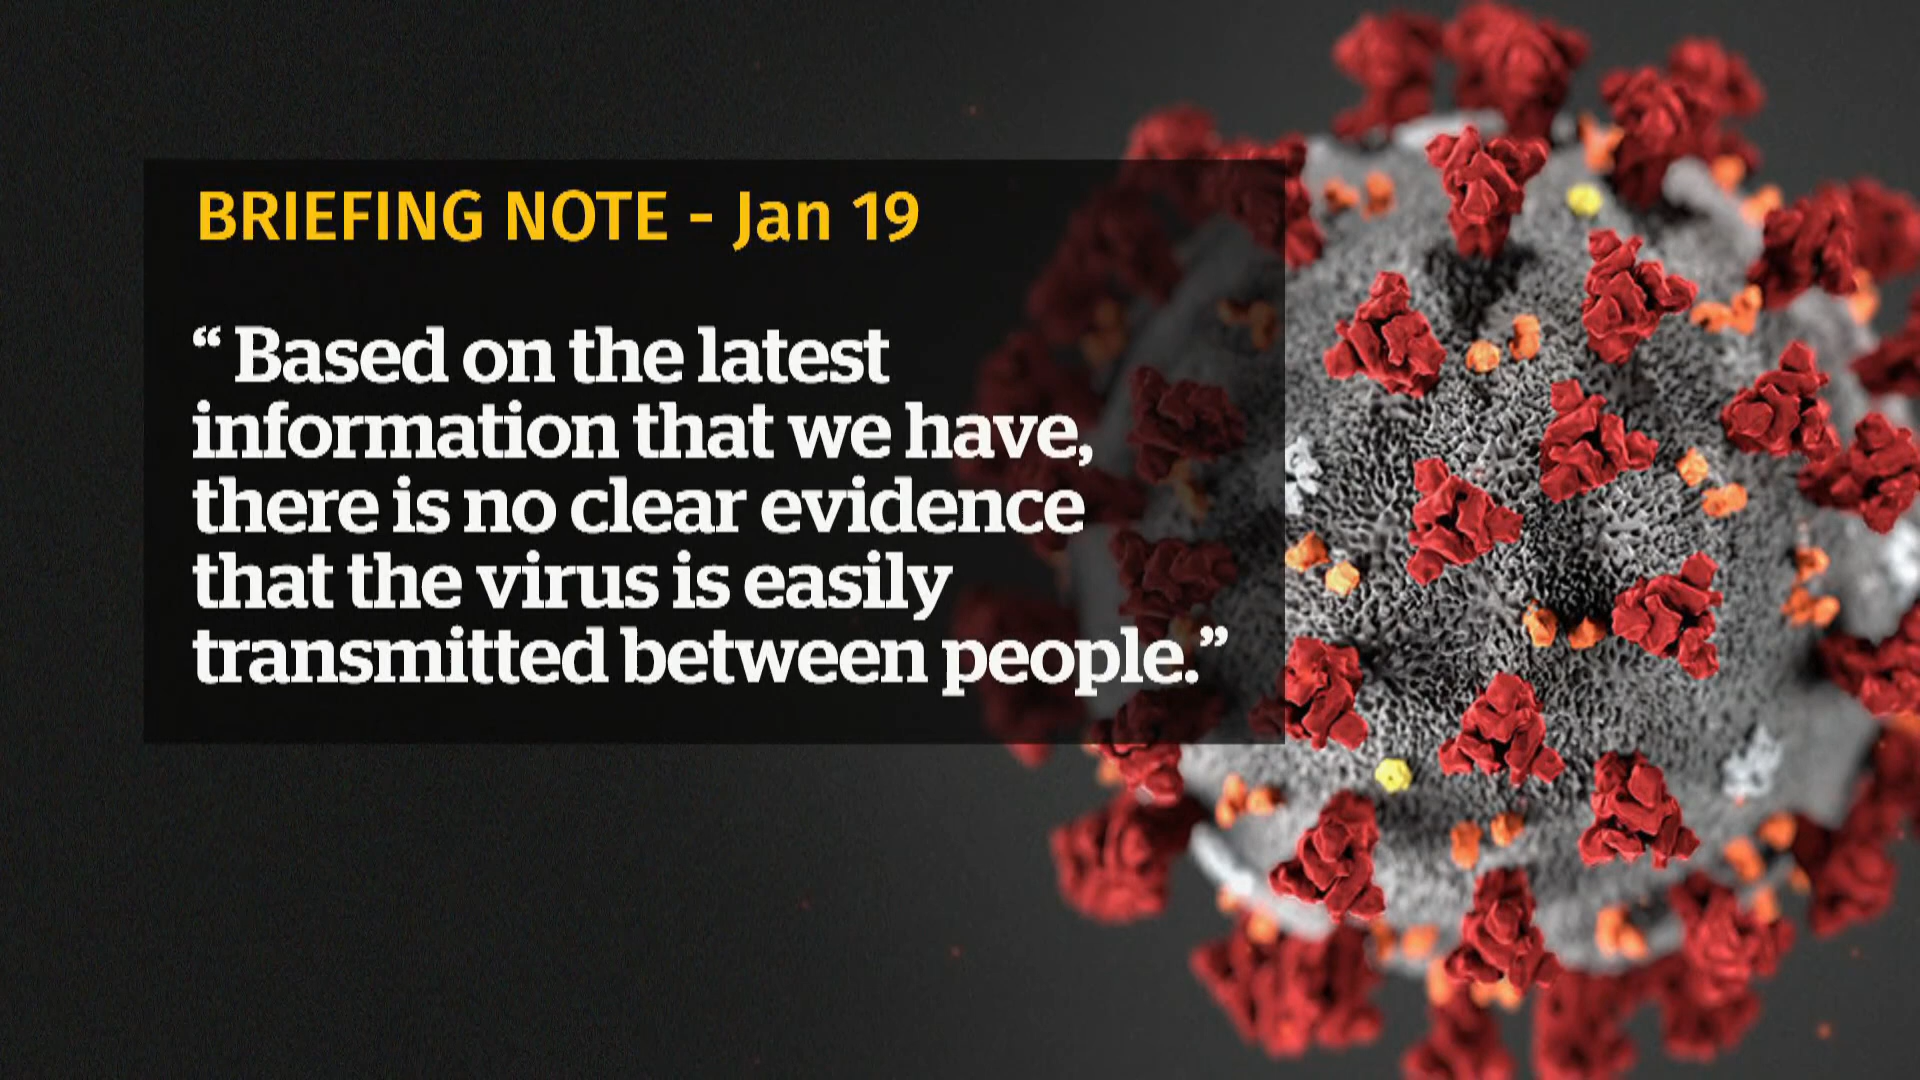 BRIEFING NOTE - Jan 19
“ Based on the latest
information that we have,
there is no clear evidence
that the virus is easily
transmitted between people.”